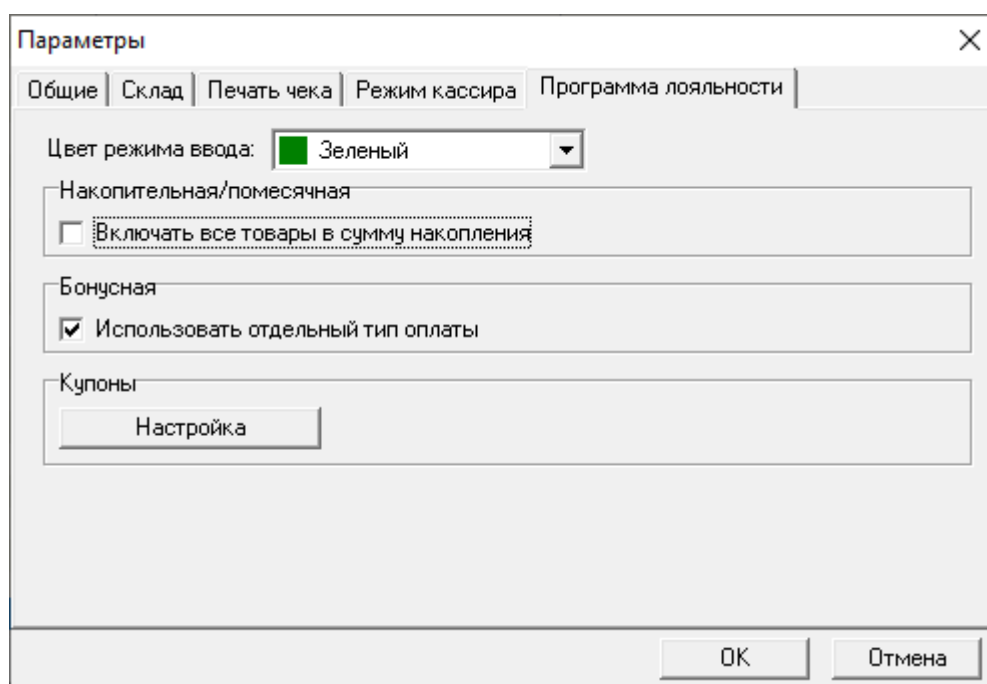 Параметры
Общие Склад Печать чека Режим кассира Программа лояльности
Цвет режима ввода: Зеленый
Накопительная/помесячная
Включать все товары в сумму накопления
Бонусная
Использовать отдельный тип оплаты
Купоны
Настройка
OK Отмена